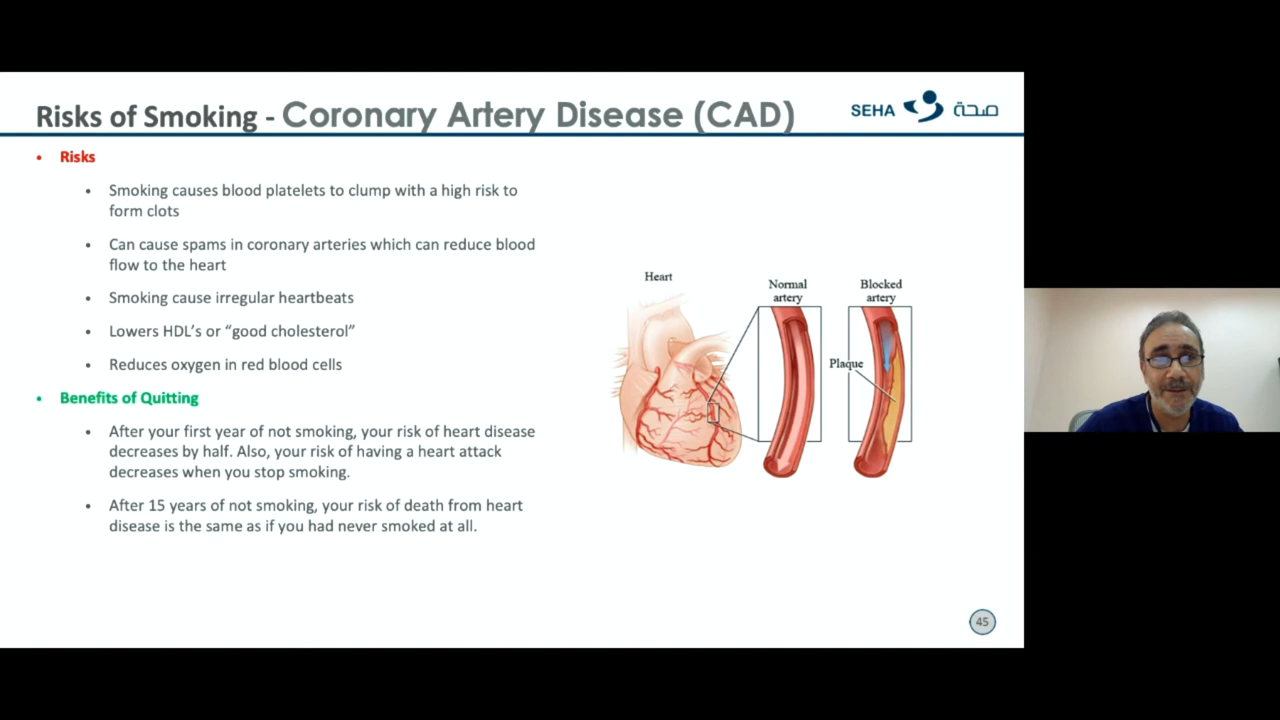 Risks of Smoking - Coronary Artery Disease (CAD)
SEHA صحة
• Risks
• Smoking causes blood platelets to clump with a high risk to
form clots
• Can cause spams in coronary arteries which can reduce blood
flow to the heart
• Smoking cause irregular heartbeats
• Lowers HDL's or “good cholesterol”
• Reduces oxygen in red blood cells
• Benefits of Quitting
• After your first year of not smoking, your risk of heart disease
decreases by half. Also, your risk of having a heart attack
decreases when you stop smoking.
• After 15 years of not smoking, your risk of death from heart
disease is the same as if you had never smoked at all.
Heart
Normal
artery
Blocked
artery
Plaque
45